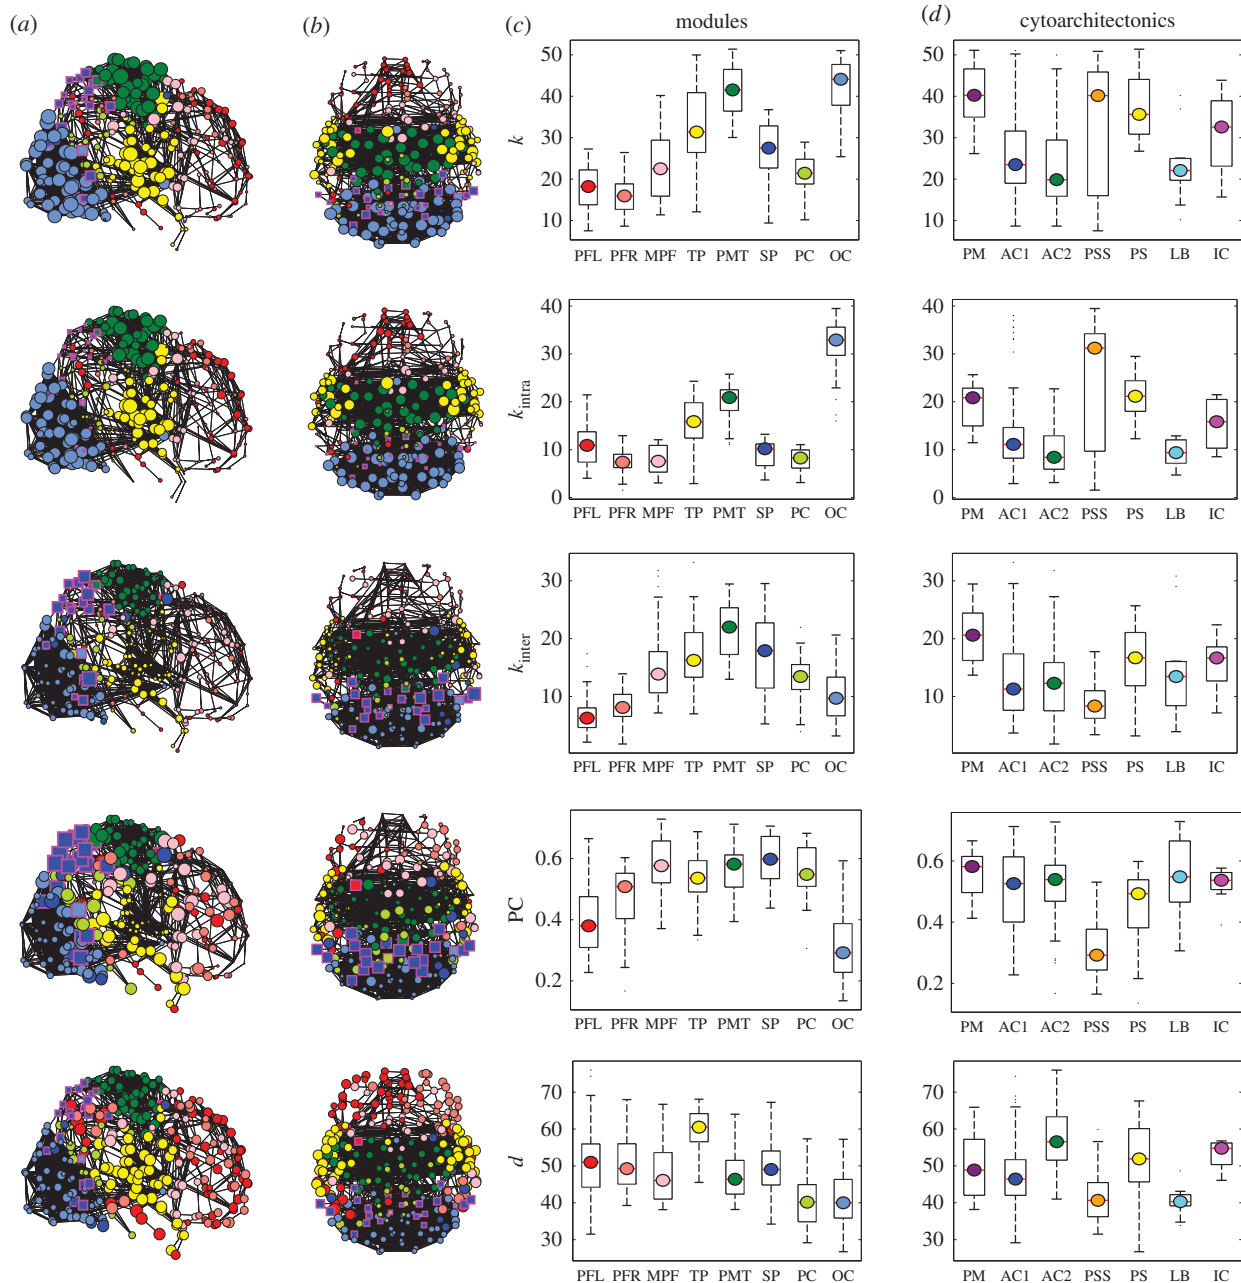 (a) (b) (c) modules (d) cytoarchitectonics
k
50
40
30
20
10
PFL PFR MPF TP PMT SP PC OC
50
40
30
20
10
PM AC1 AC2 PSS PS LB IC
kintra
40
30
20
10
0
PFL PFR MPF TP PMT SP PC OC
40
30
20
10
0
PM AC1 AC2 PSS PS LB IC
kinter
30
20
10
PFL PFR MPF TP PMT SP PC OC
30
20
10
PM AC1 AC2 PSS PS LB IC
PC
0.6
0.4
0.2
PFL PFR MPF TP PMT SP PC OC
0.6
0.4
0.2
PM AC1 AC2 PSS PS LB IC
d
70
60
50
40
30
PFL PFR MPF TP PMT SP PC OC
70
60
50
40
30
PM AC1 AC2 PSS PS LB IC